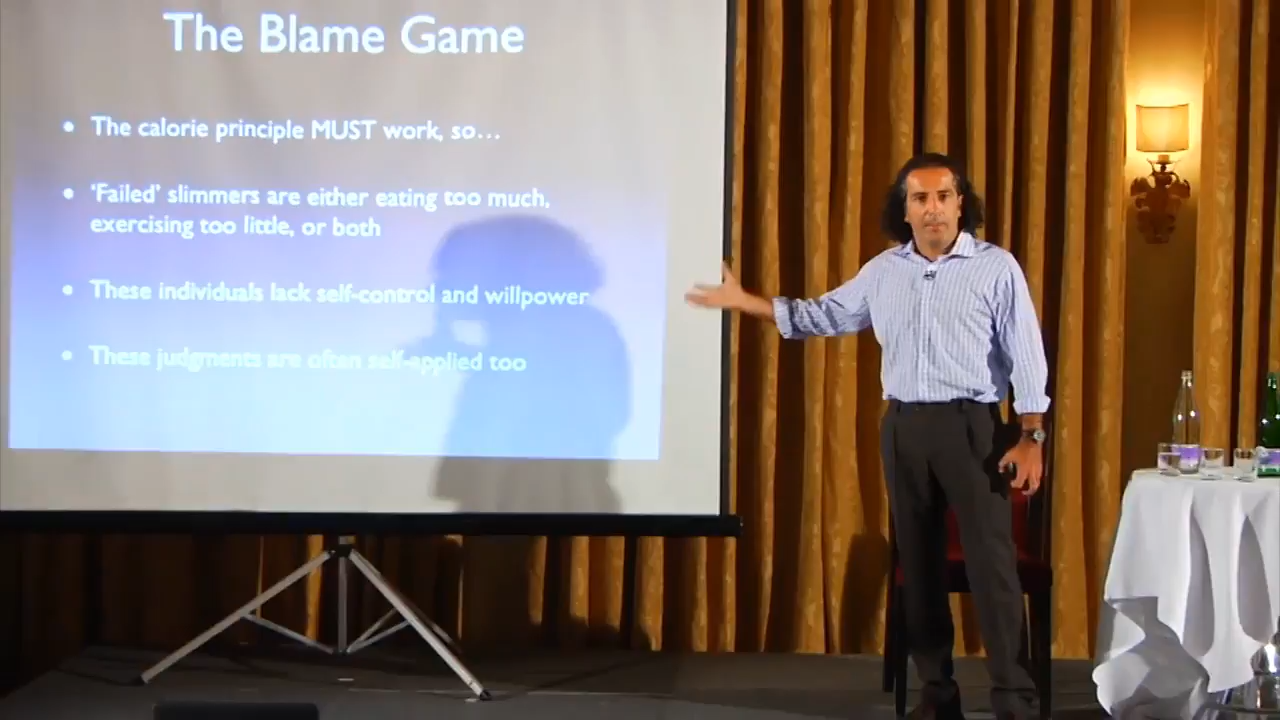 The Blame Game
• The calorie principle MUST work, so…
• ‘Failed’ slimmers are either eating too much,
exercising too little, or both
• These individuals lack self-control and willpower
• These judgments are often self-applied too